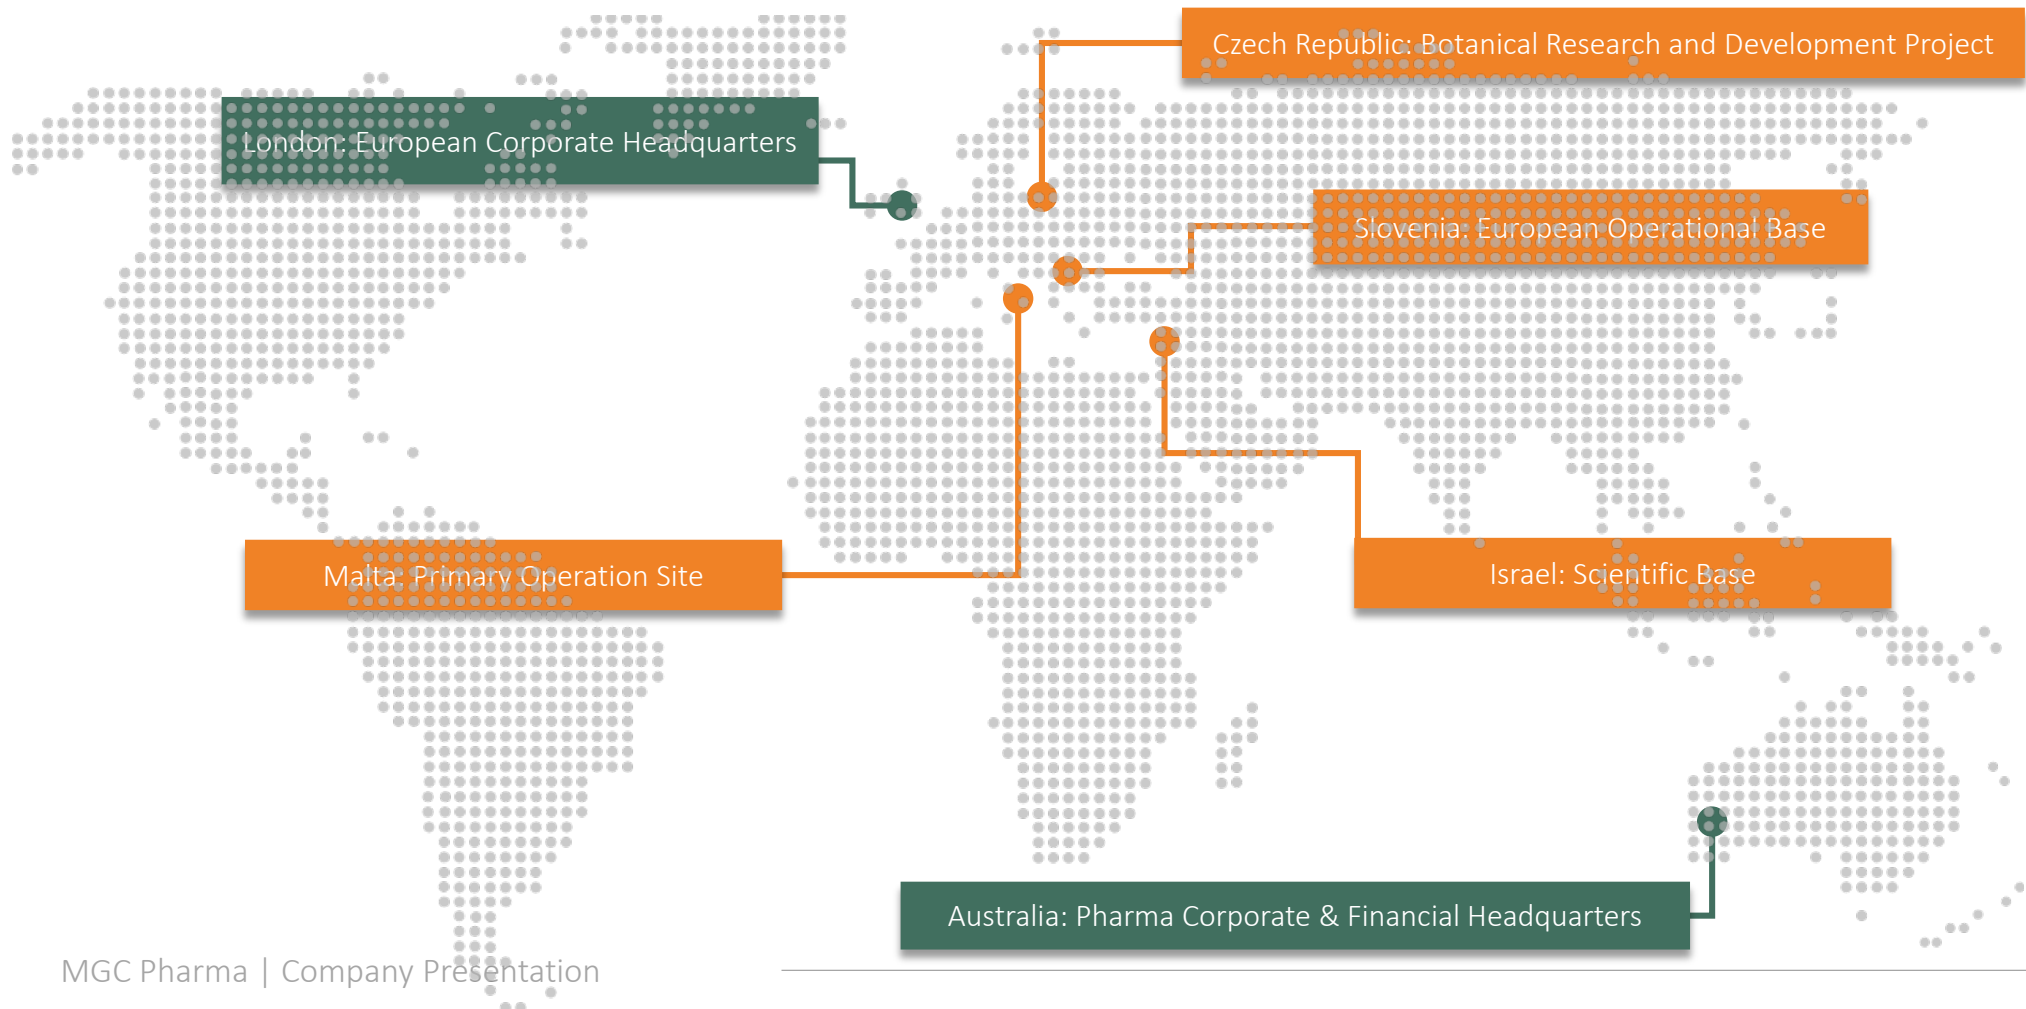 Czech Republic: Botanical Research and Development Project
London: European Corporate Headquarters
Slovenia: European Operational Base
Malta: Primary Operation Site
Israel: Scientific Base
Australia: Pharma Corporate & Financial Headquarters
MGC Pharma | Company Presentation